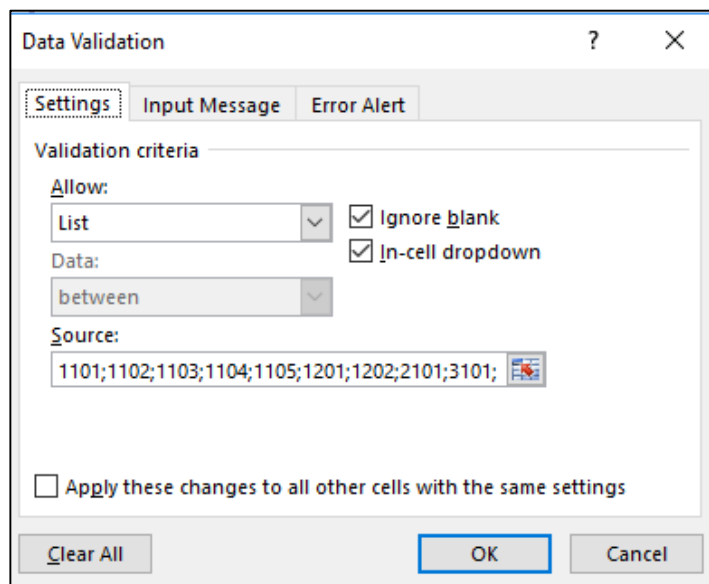 Data Validation ?
Settings Input Message Error Alert
Validation criteria
Allow:
List
Ignore blank
Data:
In-cell dropdown
between
Source:
1101;1102;1103;1104;1105;1201;1202;2101;3101;
Apply these changes to all other cells with the same settings
Clear All OK Cancel